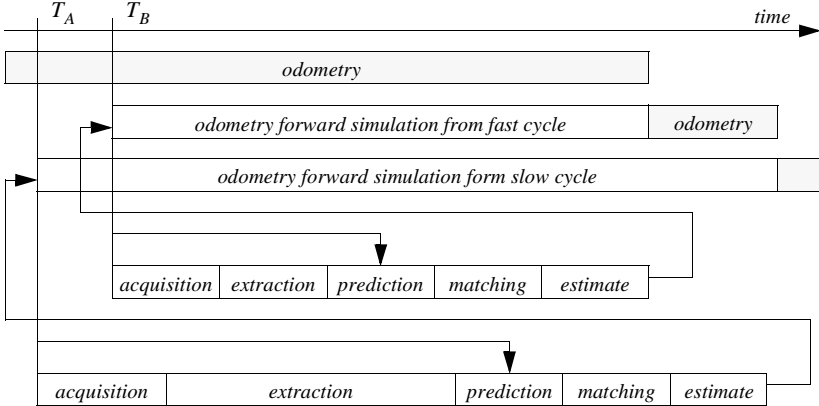 T_A T_B time
odometry
odometry forward simulation from fast cycle odometry
odometry forward simulation form slow cycle
acquisition extraction prediction matching estimate
acquisition extraction prediction matching estimate